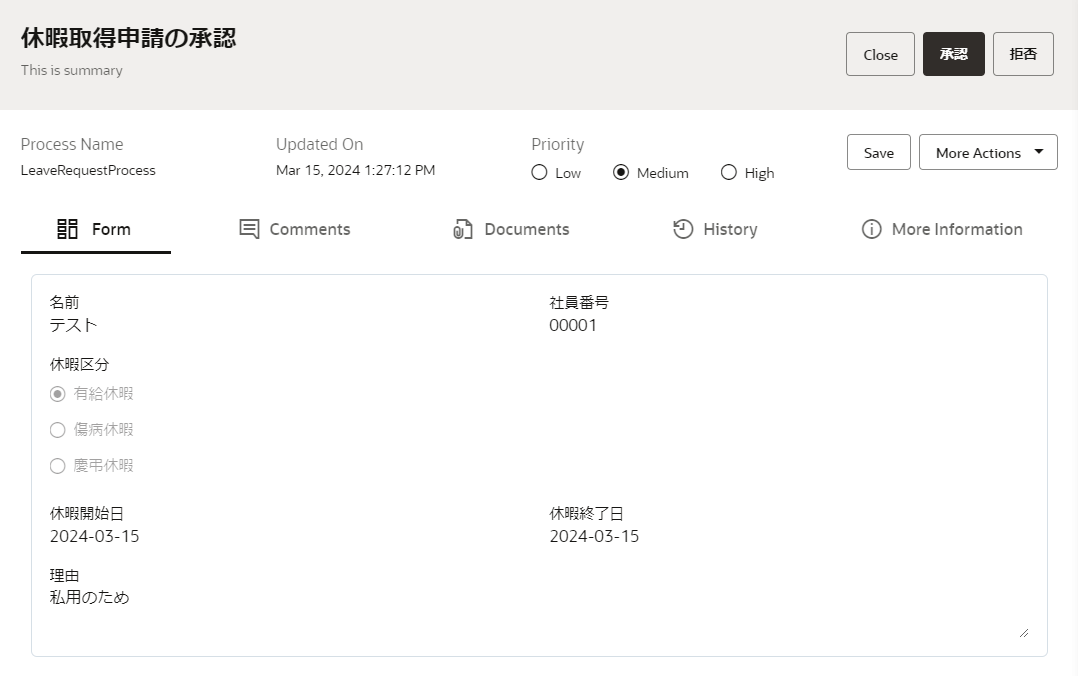 休暇取得申請の承認
This is summary
Close 承認 拒否
Process Name Updated On Priority
LeaveRequestProcess Mar 15, 2024 1:27:12 PM Low Medium High
Save More Actions
Form Comments Documents History More Information
名前 社員番号
テスト 00001
休暇区分
有給休暇
傷病休暇
慶弔休暇
休暇開始日 休暇終了日
2024-03-15 2024-03-15
理由
私用のため